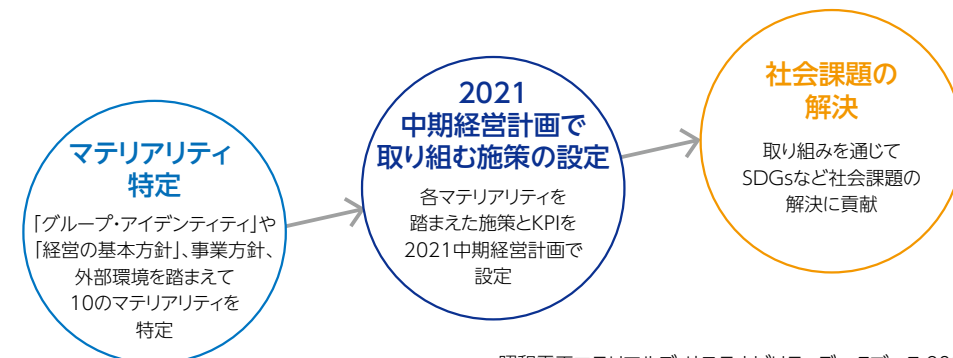 マテリアリティ
特定
「グループ・アイデンティティ」や
「経営の基本方針」、事業方針、
外部環境を踏まえて
10のマテリアリティを
特定
2021
中期経営計画で
取り組む施策の設定
各マテリアリティを
踏まえた施策とKPIを
2021中期経営計画で
設定
社会課題の
解決
取り組みを通じて
SDGsなど社会課題の
解決に貢献